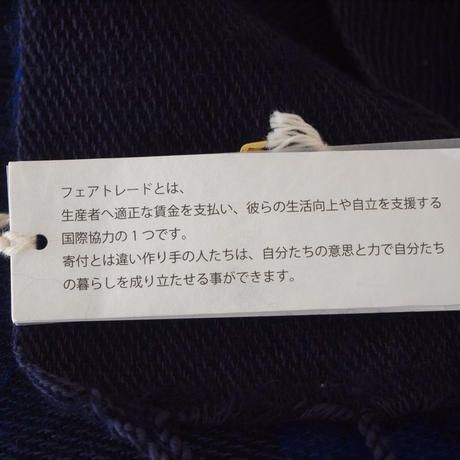 フェアトレードとは、
生産者へ適正な賃金を支払い、彼らの生活向上や自立を支援する
国際協力の１つです。
寄付とは違い作り手の人たちは、自分たちの意思と力で自分たち
の暮らしを成り立たせる事ができます。